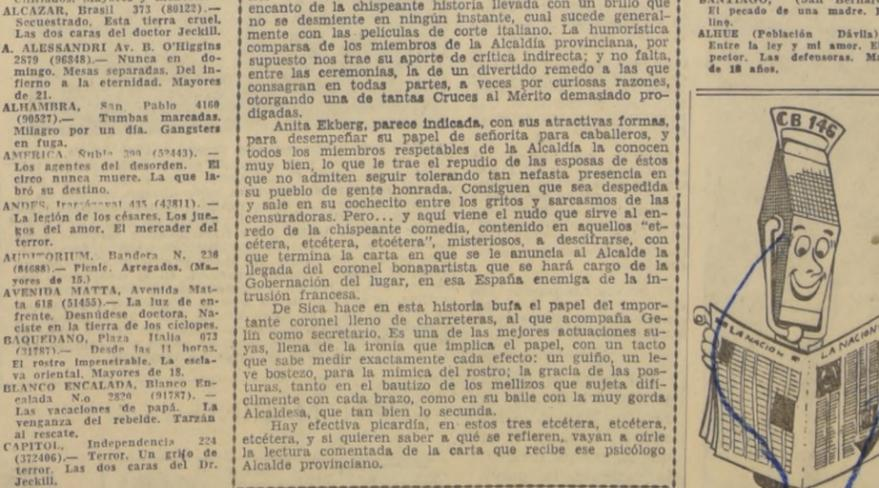 ALCAZAR, Brasil 373 (80122).—
Secuestrado. Esta tierra cruel.
Las dos caras del doctor Jeckill.
A. ALESSANDRI Av. B. O'Higgins
2879 (96848).— Nunca en do-
mingo. Mesas separadas. Del in-
fierno a la eternidad. Mayores
de 21.
ALHAMBRA, San Pablo 4160
(90527).— Tumbas marcadas.
Milagro por un día. Gangsters
en fuga.
AMERICA, Ñuble 390 (52443). —
Los agentes del desorden. El
circo nunca muere. La que la-
bró su destino.
ANDES, 435 (42811). —
La legión de los césares. Los jue-
gos del amor. El mercader del
terror.
AUDITORIUM, Bandera N. 236
(84688).— Picnic. Agregados. (Ma-
yores de 15.)
AVENIDA MATTA, Avenida Mat-
ta 618 (51455).— La luz de en-
frente. Desnúdese doctora. Na-
ciste en la tierra de los cíclopes.
BAQUEDANO, Plaza Italia 073
(31787).— Desde las 11 horas.
El rostro impenetrable. La escla-
va oriental. Mayores de 18.
BLANCO ENCALADA, Blanco En-
calada N.o 2820 (91787). —
Las vacaciones de papá. La
venganza del rebelde. Tarzán
al rescate.
CAPITOL, Independencia 224
(372406).— Terror. Un grito de
terror. Las dos caras del Dr.
Jeckill.
encanto de la chispeante historia llevada con un brillo que
no se desmiente en ningún instante, cual sucede general-
mente con las películas de corte italiano. La humorística
comparsa de los miembros de la Alcaldía provinciana, por
supuesto nos trae su aporte de crítica indirecta; y no falta,
entre las ceremonias, la de un divertido remedo a las que
consagran en todas partes, a veces por curiosas razones,
otorgando una de tantas Cruces al Mérito demasiado pro-
digadas.
Anita Ekberg, parece indicada, con sus atractivas formas,
para desempeñar su papel de señorita para caballeros, y
todos los miembros respetables de la Alcaldía la conocen
muy bien, lo que le trae el repudio de las esposas de éstos
que no admiten seguir tolerando tan nefasta presencia en
su pueblo de gente honrada. Consiguen que sea despedida
y sale en su cochecito entre los gritos y sarcasmos de las
censuradoras. Pero... y aquí viene el nudo que sirve al en-
redo de la chispeante comedia, contenido en aquellos "et-
cétera, etcétera, etcétera", misteriosos, a descifrarse, con
que termina la carta en que se le anuncia al Alcalde la
llegada del coronel bonapartista que se hará cargo de la
Gobernación del lugar, en esa España enemiga de la in-
trusión francesa.
De Sica hace en esta historia bufa el papel del impor-
tante coronel lleno de charreteras, al que acompaña Ge-
lín como secretario. Es una de las mejores actuaciones su-
yas, llena de la ironía que implica el papel, con un tacto
que sabe medir exactamente cada efecto: un guiño, un le-
ve bostezo, para la mímica del rostro; la gracia de las pos-
turas, tanto en el bautizo de los mellizos que sujeta difí-
cilmente con cada brazo, como en su baile con la muy gorda
Alcaldesa, que tan bien lo secunda.
Hay efectiva picardía, en estos tres etcétera, etcétera,
etcétera, y si quieren saber a qué se refieren, vayan a oírle
la lectura comentada de la carta que recibe ese psicólogo
Alcalde provinciano.
El pecado de una madre.
ALHUE (Población Dávila)
Entre la ley y mi amor.
Las defensoras.
de 18 años.
CB 146
LA NACION
LA NACION